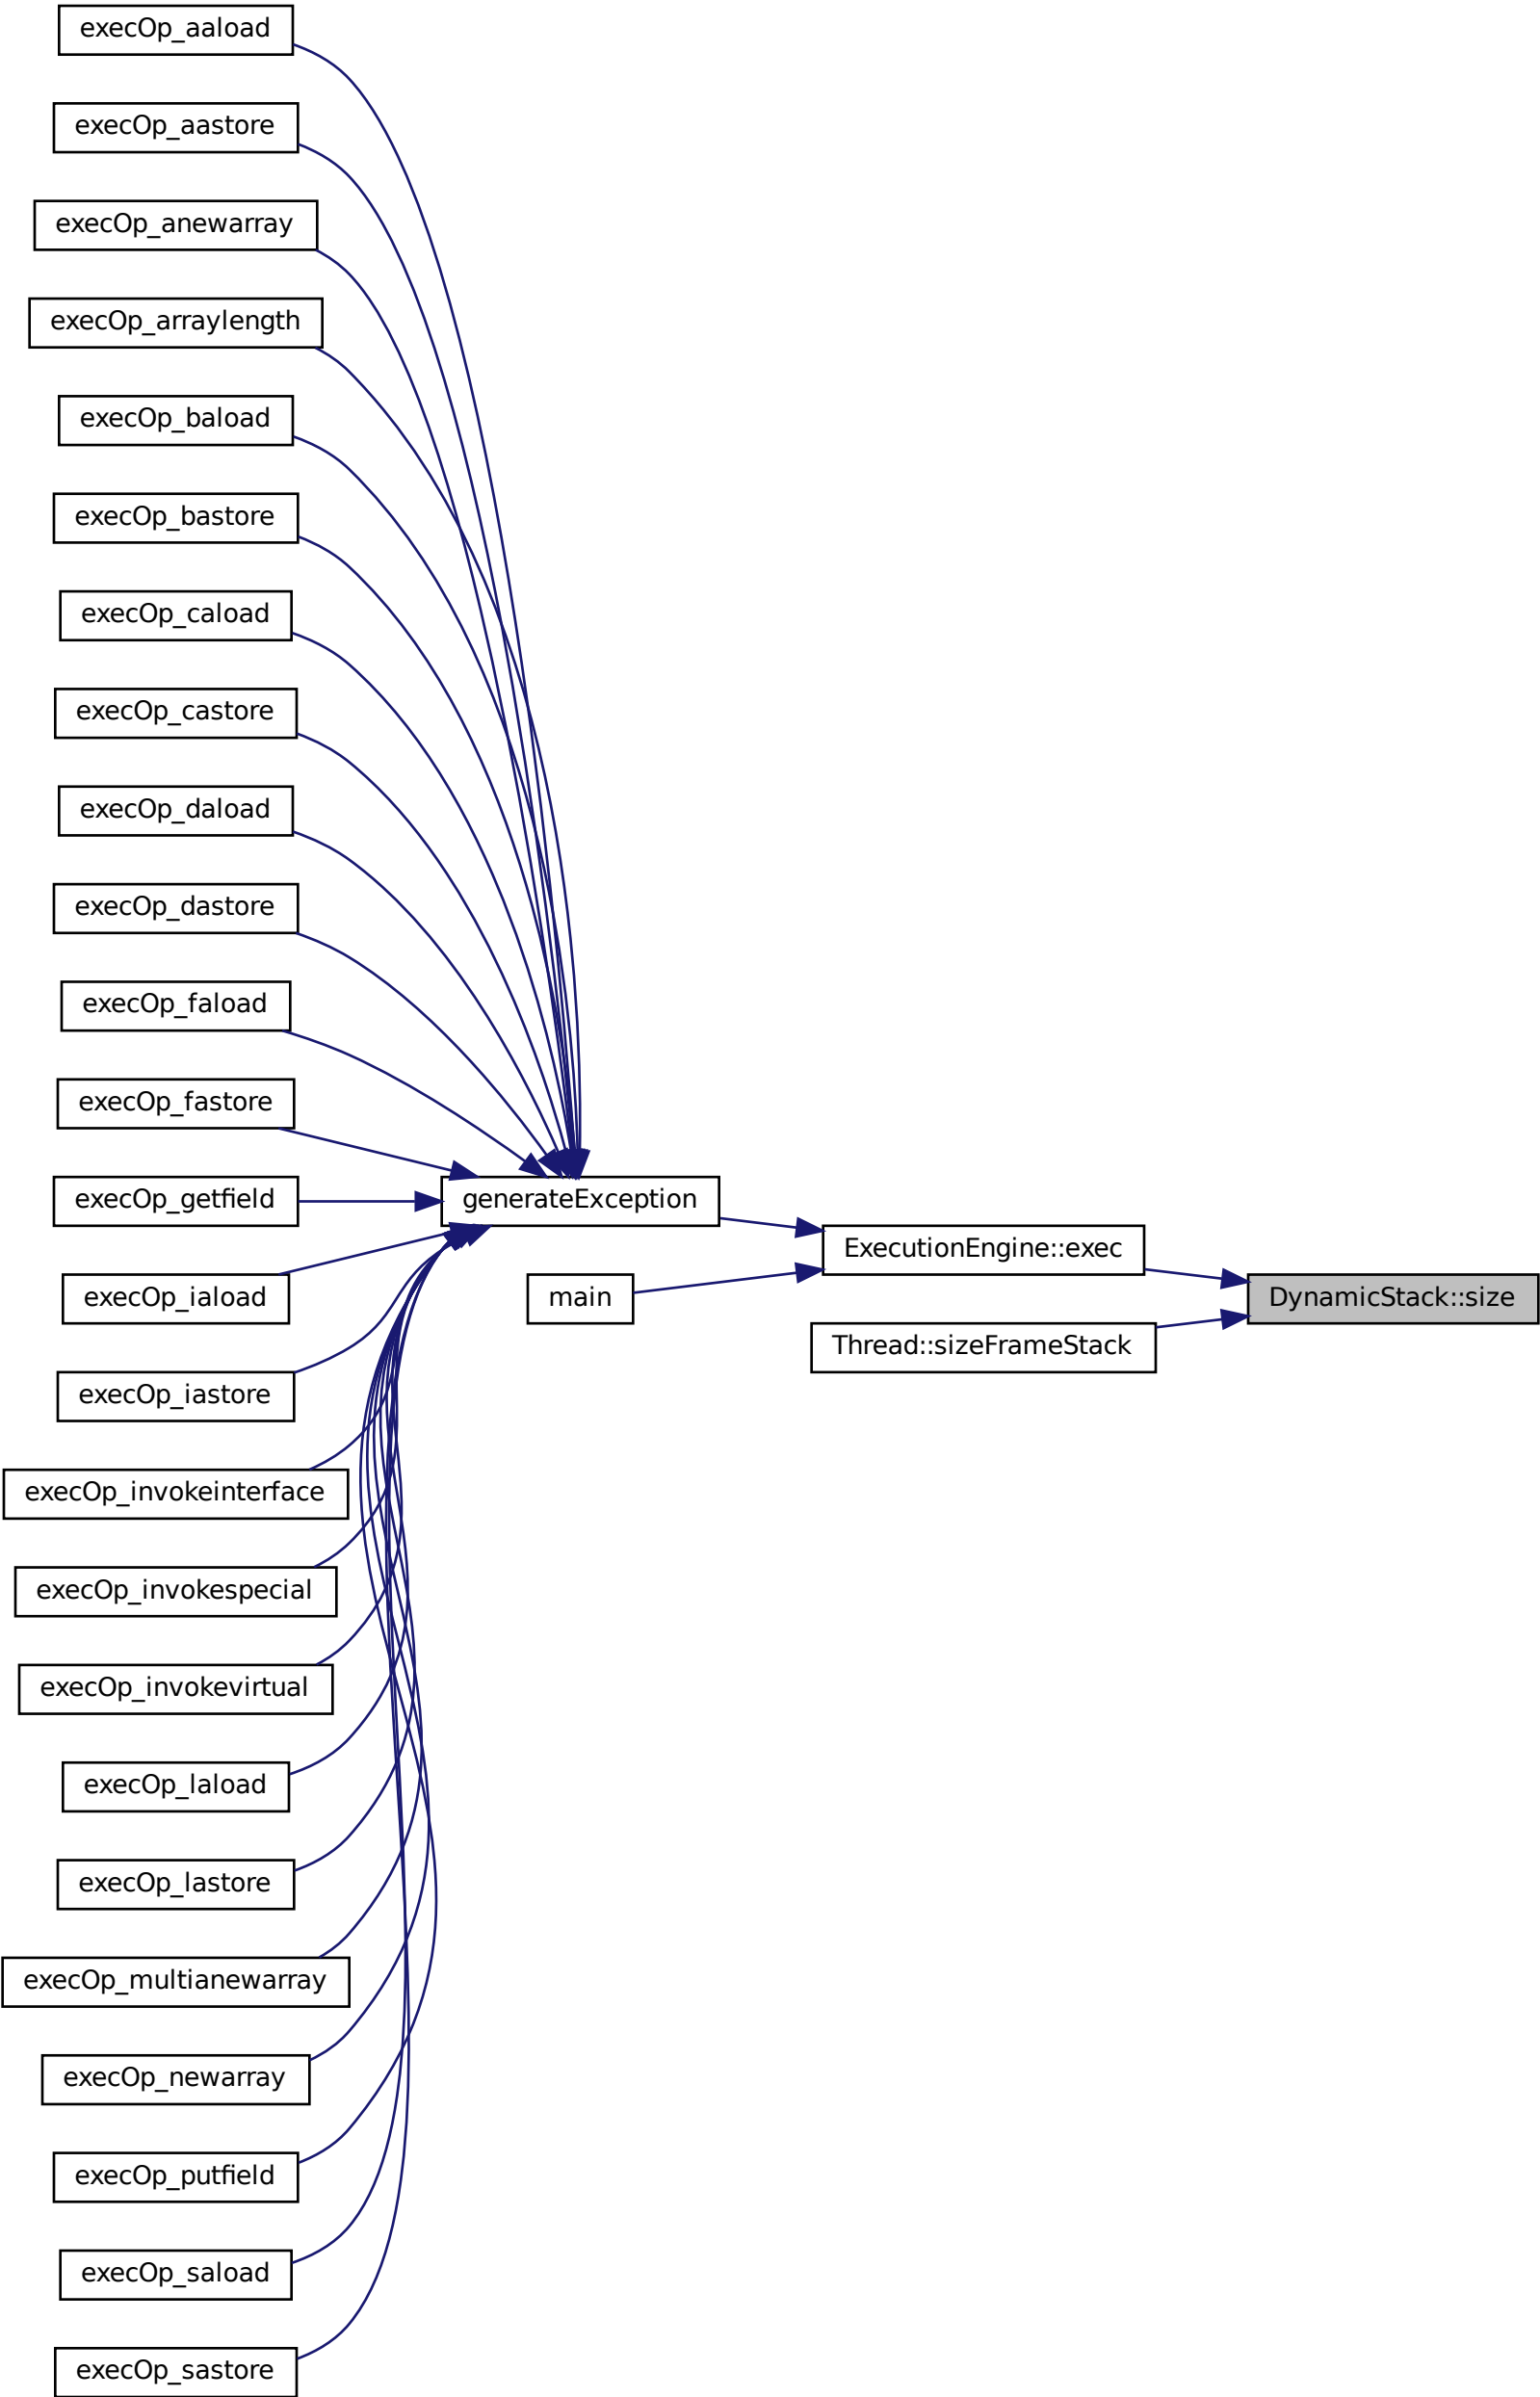 execOp_aaload
execOp_aastore
execOp_anewarray
execOp_arraylength
execOp_baload
execOp_bastore
execOp_caload
execOp_castore
execOp_daload
execOp_dastore
execOp_faload
execOp_fastore
execOp_getfield
generateException
ExecutionEngine::exec
execOp_iaload
main
DynamicStack::size
Thread::sizeFrameStack
execOp_iastore
execOp_invokeinterface
execOp_invokespecial
execOp_invokevirtual
execOp_laload
execOp_lastore
execOp_multianewarray
execOp_newarray
execOp_putfield
execOp_saload
execOp_sastore